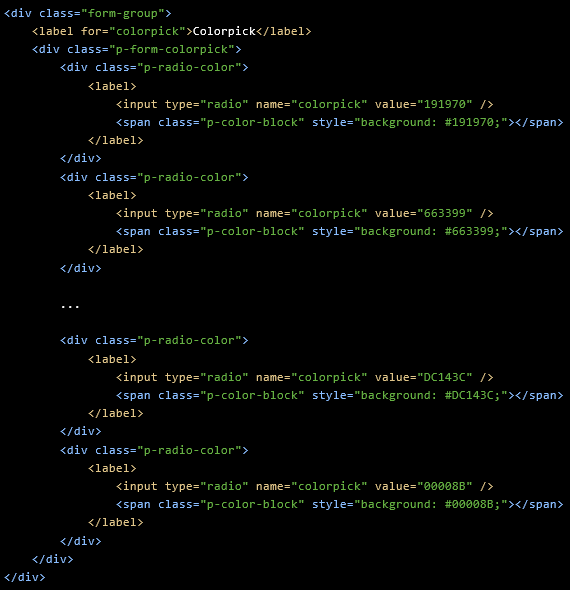 <div class="form-group">
    <label for="colorpick">Colorpick</label>
    <div class="p-form-colorpick">
        <div class="p-radio-color">
            <label>
                <input type="radio" name="colorpick" value="191970" />
                <span class="p-color-block" style="background: #191970;"></span>
            </label>
        </div>
        <div class="p-radio-color">
            <label>
                <input type="radio" name="colorpick" value="663399" />
                <span class="p-color-block" style="background: #663399;"></span>
            </label>
        </div>

        ...

        <div class="p-radio-color">
            <label>
                <input type="radio" name="colorpick" value="DC143C" />
                <span class="p-color-block" style="background: #DC143C;"></span>
            </label>
        </div>
        <div class="p-radio-color">
            <label>
                <input type="radio" name="colorpick" value="00008B" />
                <span class="p-color-block" style="background: #00008B;"></span>
            </label>
        </div>
    </div>
</div>